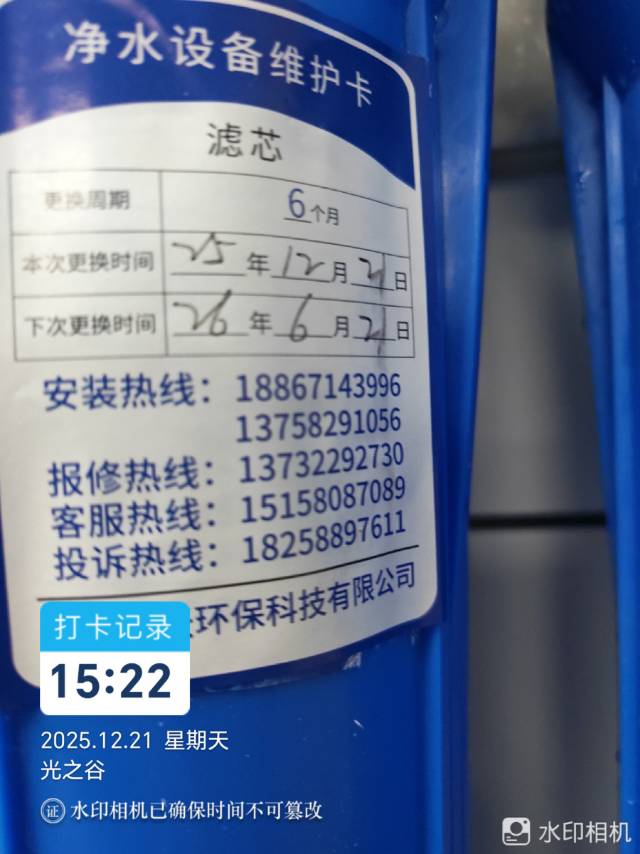 净水设备维护卡
滤芯
更换周期 6个月
本次更换时间 25年12月21日
下次更换时间 26年6月21日
安装热线：18867143996
13758291056
报修热线：13732292730
客服热线：15158087089
投诉热线：18258897611
环保科技有限公司
打卡记录
15:22
2025.12.21 星期天
光之谷
证 水印相机已确保时间不可篡改
水印相机